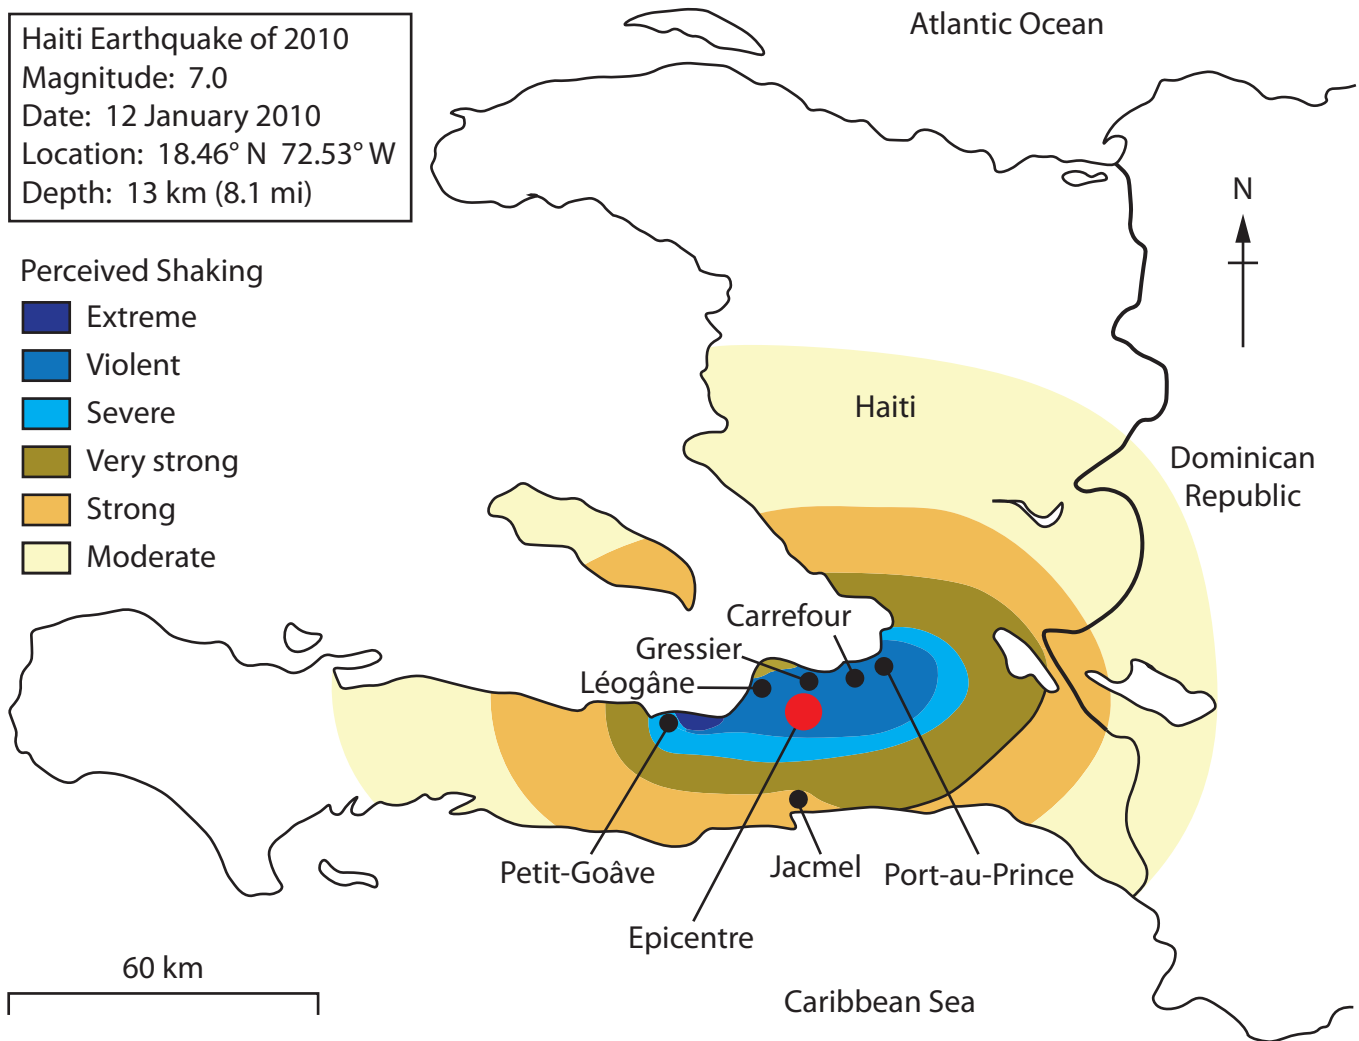 Haiti Earthquake of 2010
Magnitude: 7.0
Date: 12 January 2010
Location: 18.46° N 72.53° W
Depth: 13 km (8.1 mi)
Atlantic Ocean
N
Perceived Shaking
Extreme
Violent
Severe
Very strong
Strong
Moderate
Haiti
Dominican
Republic
Carrefour
Gressier
Léogâne
Petit-Goâve
Jacmel
Port-au-Prince
Epicentre
60 km
Caribbean Sea